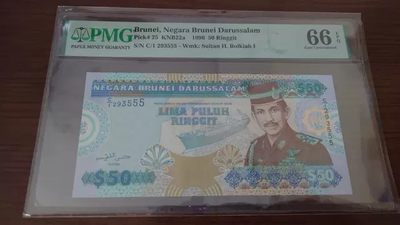 PMG
PAPER MONEY GUARANTY
Brunei, Negara Brunei Darussalam
Pick# 25 KNB22a 1996 50 Ringgit
S/N C/1 293555 - Wmk: Sultan H. Bolkiah I
66 EPQ
Gem Uncirculated
NEGARA BRUNEI DARUSSALAM
$50
C/1 293555
LIMA PULUH
RINGGIT
$50
$50